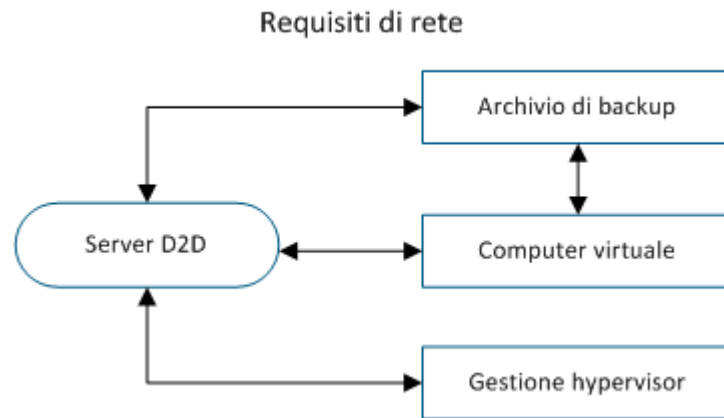 Requisiti di rete
Archivio di backup
Server D2D
Computer virtuale
Gestione hypervisor